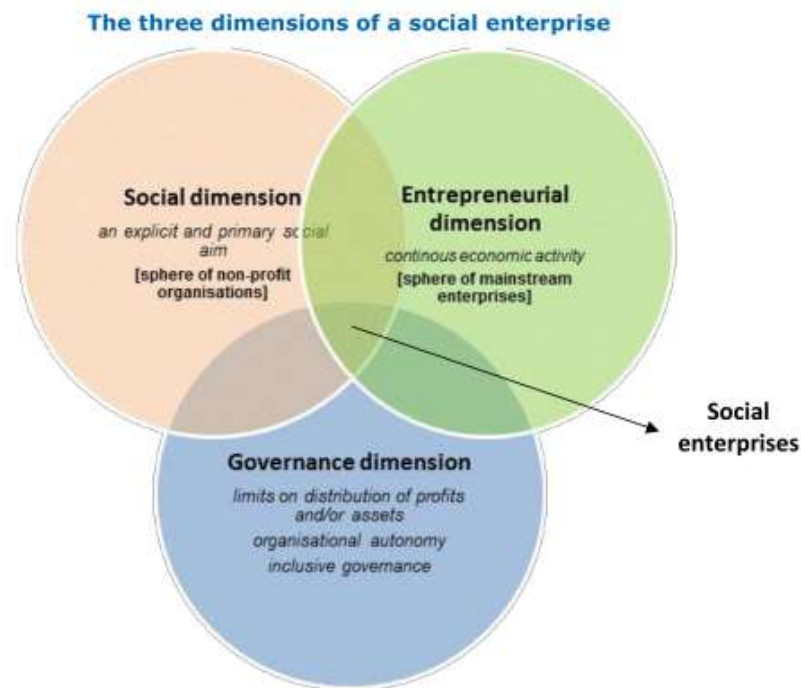 The three dimensions of a social enterprise
Social dimension
an explicit and primary social
aim
[sphere of non-profit
organisations]
Entrepreneurial
dimension
continous economic activity
[sphere of mainstream
enterprises]
Social
enterprises
Governance dimension
limits on distribution of profits
and/or assets
organisational autonomy
inclusive governance